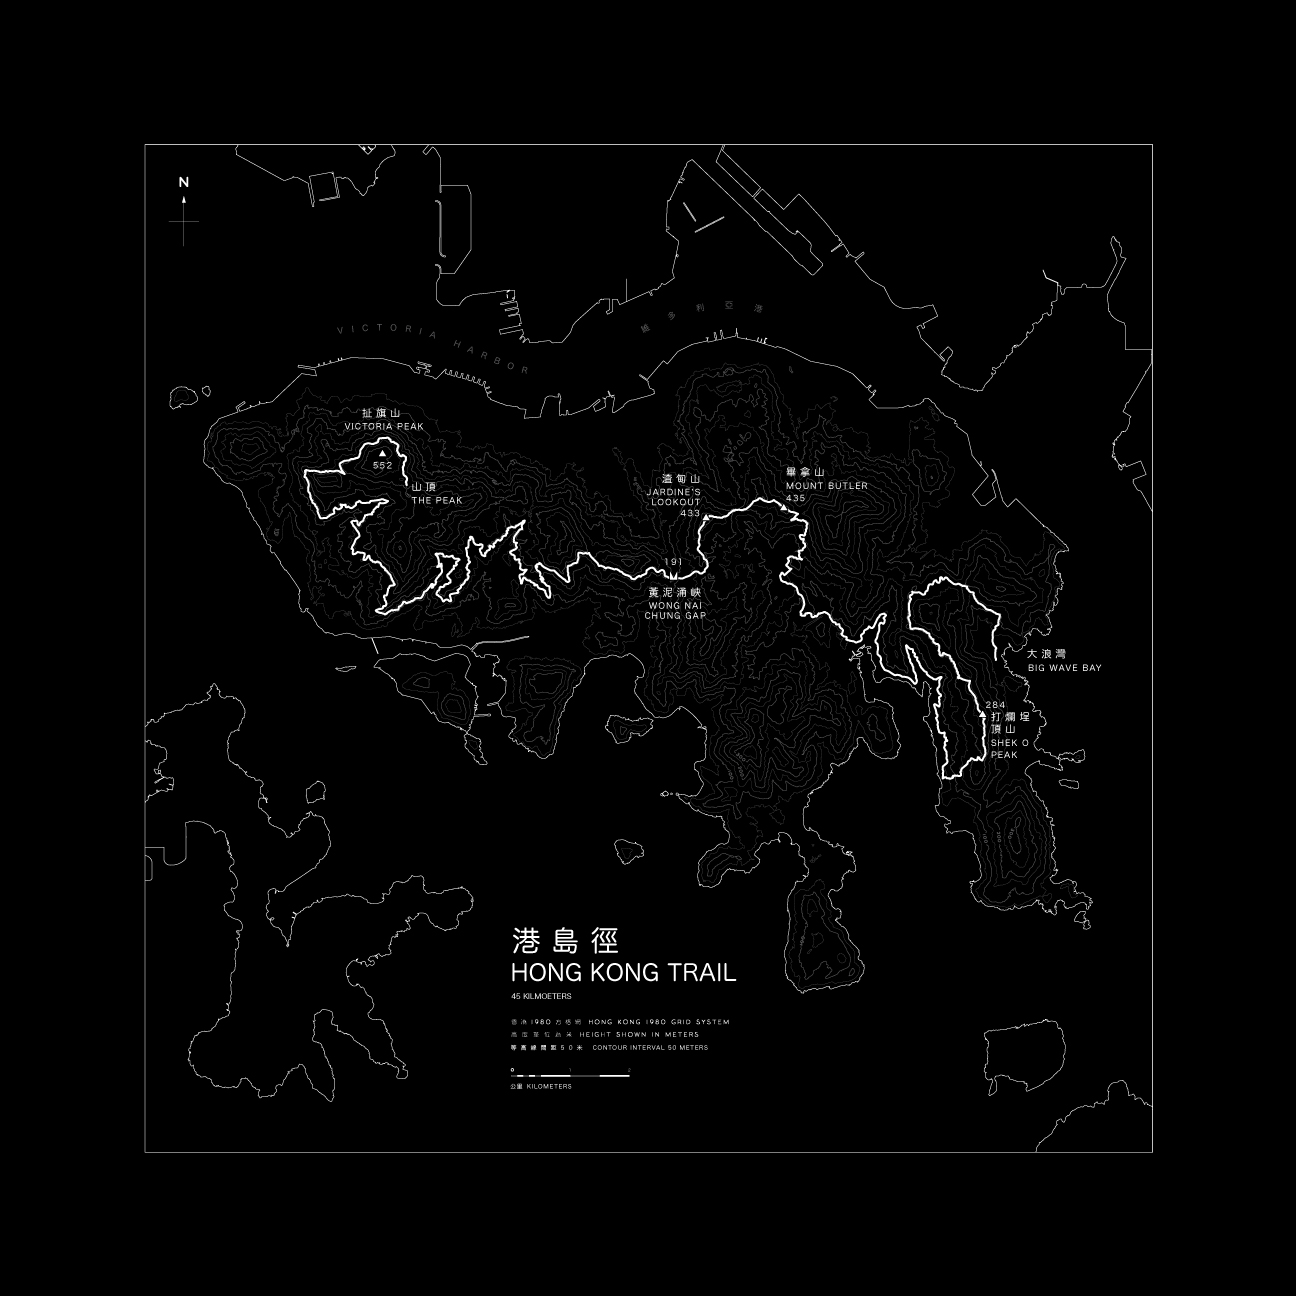 N
VICTORIA HARBOR
維多利亞港
扯旗山
VICTORIA PEAK
552
山頂
THE PEAK
渣甸山
JARDINE'S
LOOKOUT
433
畢拿山
MOUNT BUTLER
435
191
黃泥涌峽
WONG NAI
CHUNG GAP
大浪灣
BIG WAVE BAY
284
打爛埕
頂山
SHEK O
PEAK
港島徑
HONG KONG TRAIL
45 KILMOETERS
香港1980方格網 HONG KONG 1980 GRID SYSTEM
高度單位為米 HEIGHT SHOWN IN METERS
等高線間距50米 CONTOUR INTERVAL 50 METERS
0 1 2
公里 KILOMETERS